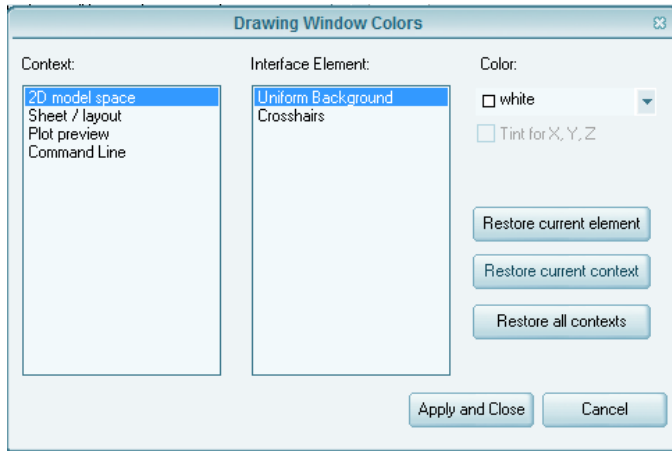 Drawing Window Colors
Context:
Interface Element:
Color:
2D model space
Sheet / layout
Plot preview
Command Line
Uniform Background
Crosshairs
white
Tint for X, Y, Z
Restore current element
Restore current context
Restore all contexts
Apply and Close
Cancel